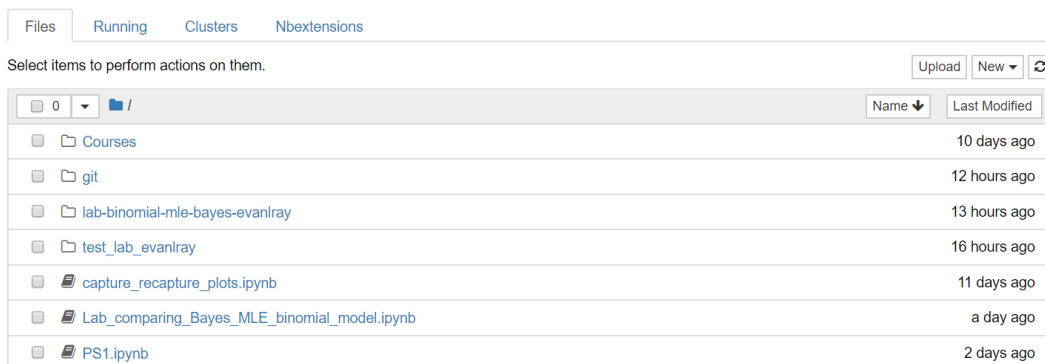 Files Running Clusters Nbextensions
Select items to perform actions on them. Upload New
0 / Name Last Modified
Courses 10 days ago
git 12 hours ago
lab-binomial-mle-bayes-evanlray 13 hours ago
test_lab_evanlray 16 hours ago
capture_recapture_plots.ipynb 11 days ago
Lab_comparing_Bayes_MLE_binomial_model.ipynb a day ago
PS1.ipynb 2 days ago